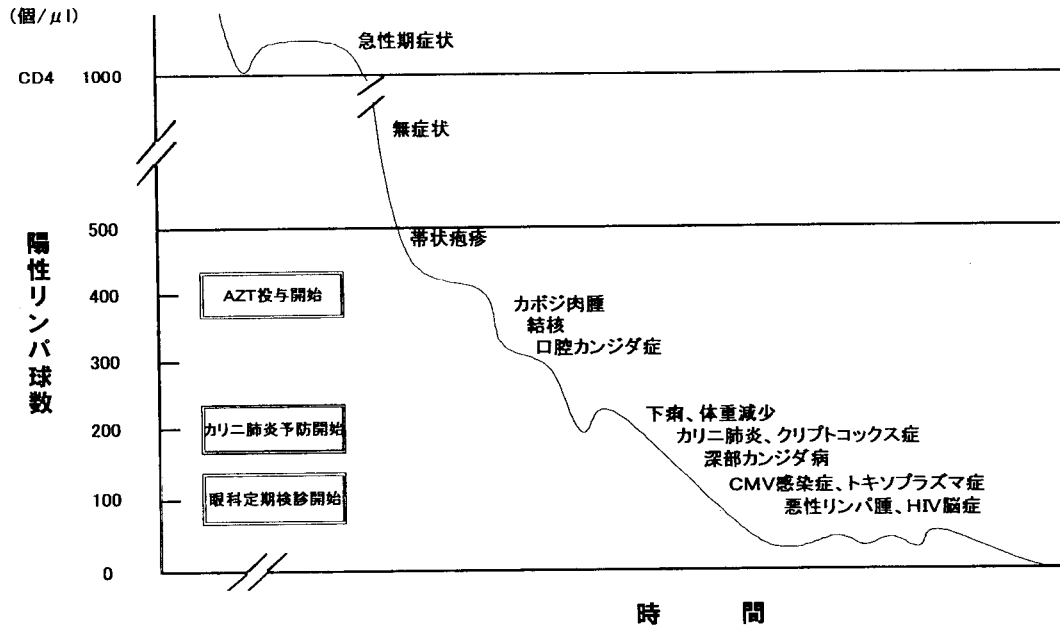 (個/μl)
急性期症状
CD4 1000
無症状
500
帯状疱疹
陽性リンパ球数
AZT投与開始
400
カポジ肉腫
結核
口腔カンジダ症
300
下痢、体重減少
カリニ肺炎予防開始
200
カリニ肺炎、クリプトコックス症
深部カンジダ病
CMV感染症、トキソプラズマ症
眼科定期検診開始
100
悪性リンパ腫、HIV脳症
0
時 間